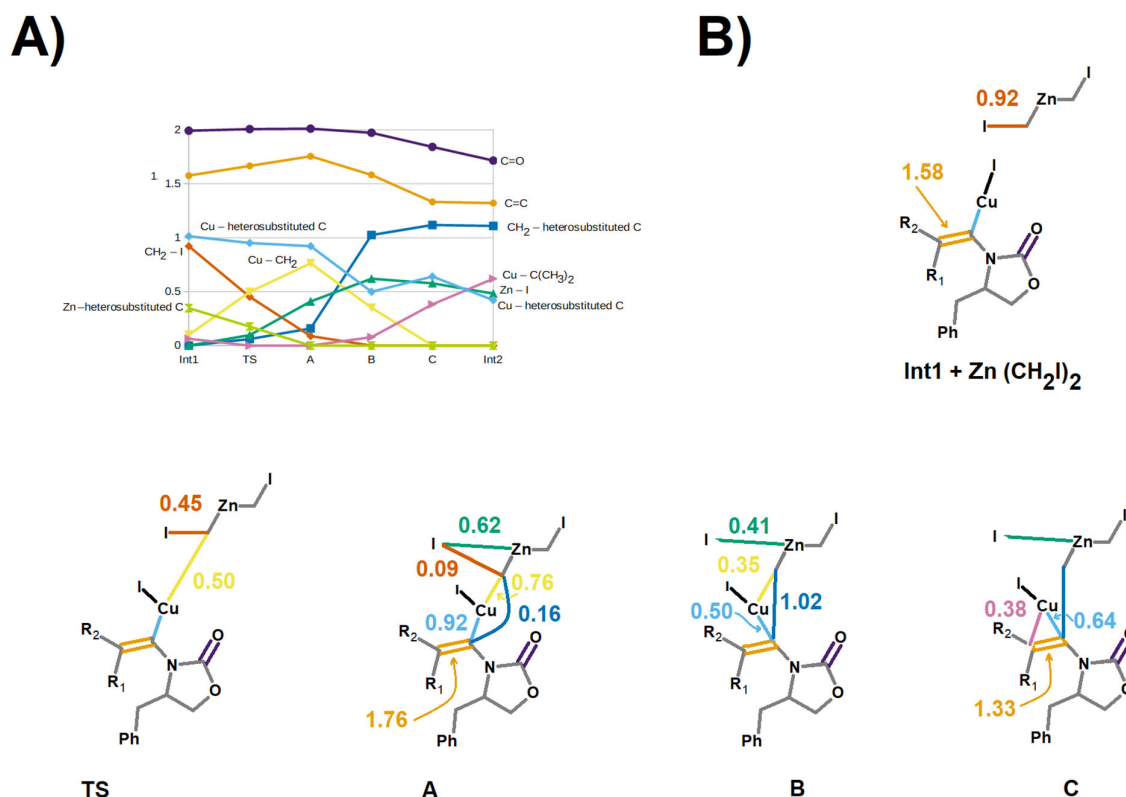 A)
B)
2
1
1.5
1
0.5
0
C=O
C=C
CH2 – heterosubstituted C
Cu – heterosubstituted C
CH2 – I
Cu – CH2
Zn–heterosubstituted C
Cu – C(CH3)2
Zn – I
Cu – heterosubstituted C
Int1 TS A B C Int2
I
0.92 Zn
I
I
1.58 Cu
R2 O
N
R1 O
Ph
Int1 + Zn (CH2I)2
I
0.45 Zn
I
0.50
I
Cu
R2 O
N
R1 O
Ph
TS
I
0.62
I Zn
0.09 0.76
I
Cu 0.16
0.92
R2 O
N
R1 O
1.76
Ph
A
I
0.41
I Zn
0.35
I
Cu 1.02
0.50
R2 O
N
R1 O
Ph
B
I
I Zn
I
0.38 Cu
0.64
R2 O
N
R1 O
1.33
Ph
C